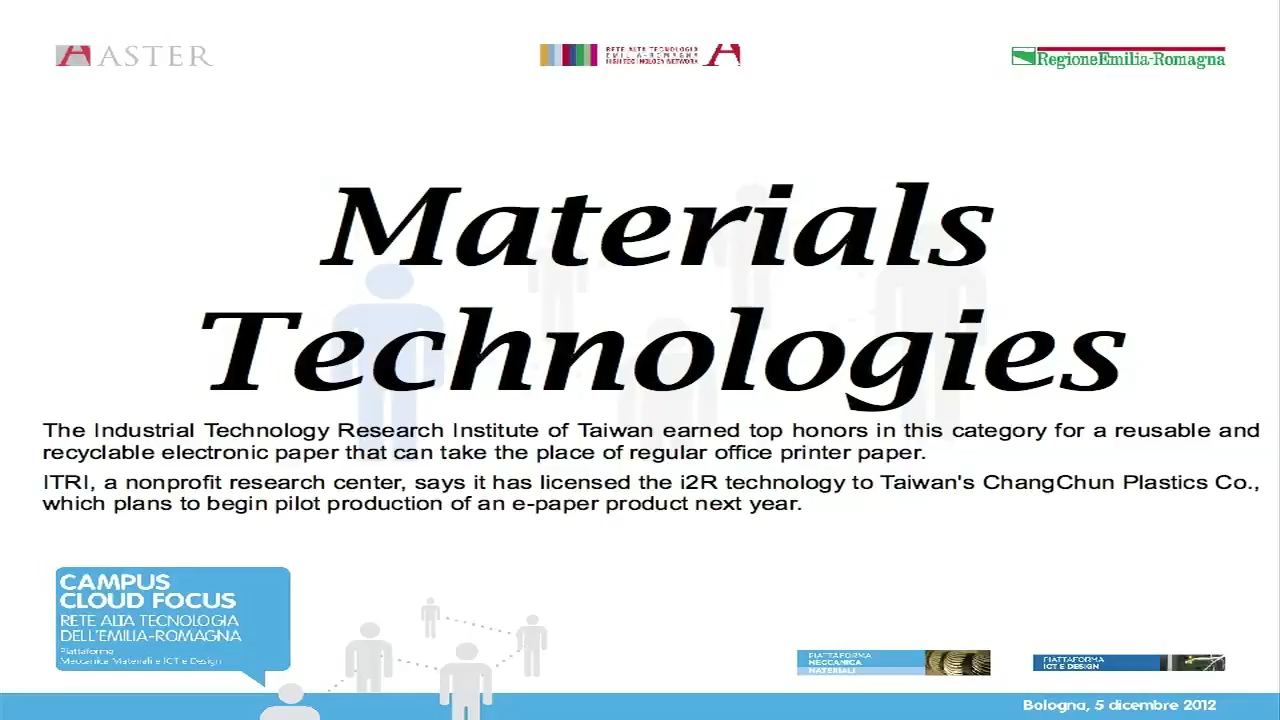 ASTER
RETE ALTA TECNOLOGIA
EMILIA-ROMAGNA
HIGH TECHNOLOGY NETWORK
RegioneEmilia-Romagna
Materials
Technologies
The Industrial Technology Research Institute of Taiwan earned top honors in this category for a reusable and
recyclable electronic paper that can take the place of regular office printer paper.
ITRI, a nonprofit research center, says it has licensed the i2R technology to Taiwan's ChangChun Plastics Co.,
which plans to begin pilot production of an e-paper product next year.
CAMPUS
CLOUD FOCUS
RETE ALTA TECNOLOGIA
DELL'EMILIA-ROMAGNA
Piattaforme
Meccanica Materiali e ICT e Design
PIATTAFORMA
MECCANICA
MATERIALI
PIATTAFORMA
ICT E DESIGN
Bologna, 5 dicembre 2012